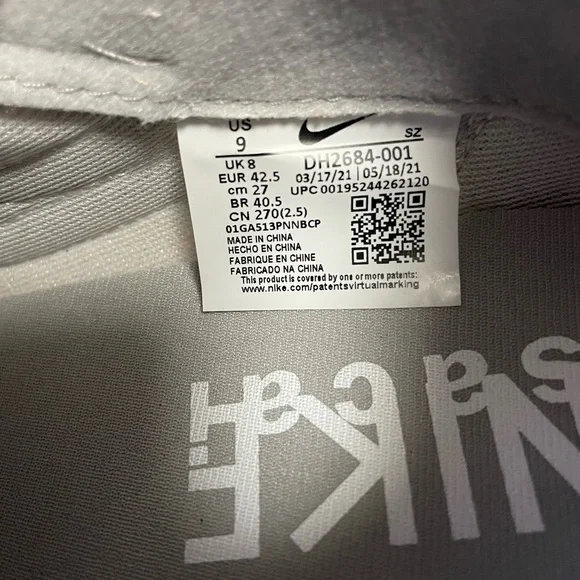 US
9
SZ
UK 8
DH2684-001
EUR 42.5
03/17/21 | 05/18/21
cm 27
UPC 00195244262120
BR 40.5
CN 270(2.5)
01GA513PNNBCP
MADE IN CHINA
HECHO EN CHINA
FABRIQUE EN CHINE
FABRICADO NA CHINA
This product is covered by one or more patents:
www.nike.com/patentsvirtualmarking
sacai
NIKE